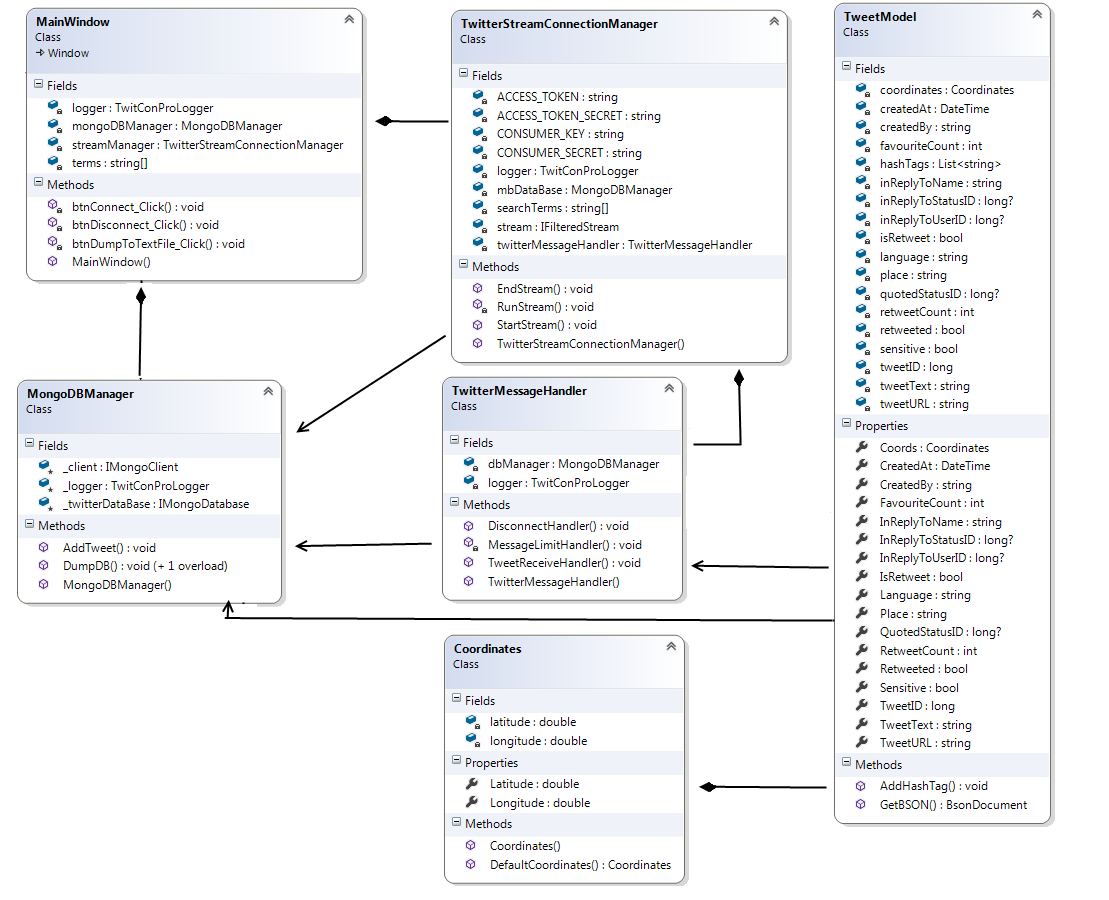 MainWindow
Class
Window
Fields
logger : TwitConProLogger
mongoDBManager : MongoDBManager
streamManager : TwitterStreamConnectionManager
terms : string[]
Methods
btnConnect_Click() : void
btnDisconnect_Click() : void
btnDumpToTextFile_Click() : void
MainWindow()
TwitterStreamConnectionManager
Class
Fields
ACCESS_TOKEN : string
ACCESS_TOKEN_SECRET : string
CONSUMER_KEY : string
CONSUMER_SECRET : string
logger : TwitConProLogger
mbDataBase : MongoDBManager
searchTerms : string[]
stream : IFilteredStream
twitterMessageHandler : TwitterMessageHandler
Methods
EndStream() : void
RunStream() : void
StartStream() : void
TwitterStreamConnectionManager()
TweetModel
Class
Fields
coordinates : Coordinates
createdAt : DateTime
createdBy : string
favouriteCount : int
hashTags : List<string>
inReplyToName : string
inReplyToStatusID : long?
inReplyToUserID : long?
isRetweet : bool
language : string
place : string
quotedStatusID : long?
retweetCount : int
retweeted : bool
sensitive : bool
tweetID : long
tweetText : string
tweetURL : string
Properties
Coords : Coordinates
CreatedAt : DateTime
CreatedBy : string
FavouriteCount : int
InReplyToName : string
InReplyToStatusID : long?
InReplyToUserID : long?
IsRetweet : bool
Language : string
Place : string
QuotedStatusID : long?
RetweetCount : int
Retweeted : bool
Sensitive : bool
TweetID : long
TweetText : string
TweetURL : string
Methods
AddHashTag() : void
GetBSON() : BsonDocument
MongoDBManager
Class
Fields
_client : IMongoClient
_logger : TwitConProLogger
_twitterDataBase : IMongoDatabase
Methods
AddTweet() : void
DumpDB() : void (+ 1 overload)
MongoDBManager()
TwitterMessageHandler
Class
Fields
dbManager : MongoDBManager
logger : TwitConProLogger
Methods
DisconnectHandler() : void
MessageLimitHandler() : void
TweetReceiveHandler() : void
TwitterMessageHandler()
Coordinates
Class
Fields
latitude : double
longitude : double
Properties
Latitude : double
Longitude : double
Methods
Coordinates()
DefaultCoordinates() : Coordinates